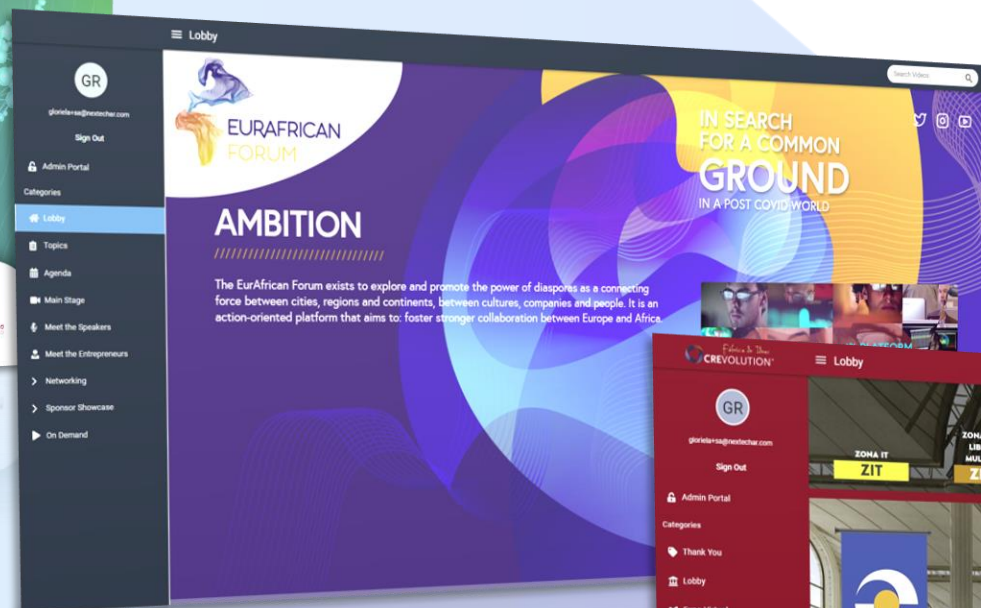 Lobby
Search Videos
GR
gloriela+sa@nextechar.com
Sign Out
Admin Portal
Categories
Lobby
Topics
Agenda
Main Stage
Meet the Speakers
Meet the Entrepreneurs
Networking
Sponsor Showcase
On Demand
EURAFRICAN
FORUM
IN SEARCH
FOR A COMMON
GROUND
IN A POST COVID WORLD
AMBITION
The EurAfrican Forum exists to explore and promote the power of diasporas as a connecting
force between cities, regions and continents, between cultures, companies and people. It is an
action-oriented platform that aims to: foster stronger collaboration between Europe and Africa.
PLATFORM
CREVOLUTION
Lobby
GR
gloriela+sa@nextechar.com
Sign Out
Admin Portal
Categories
Thank You
Lobby
ZONA IT
ZIT